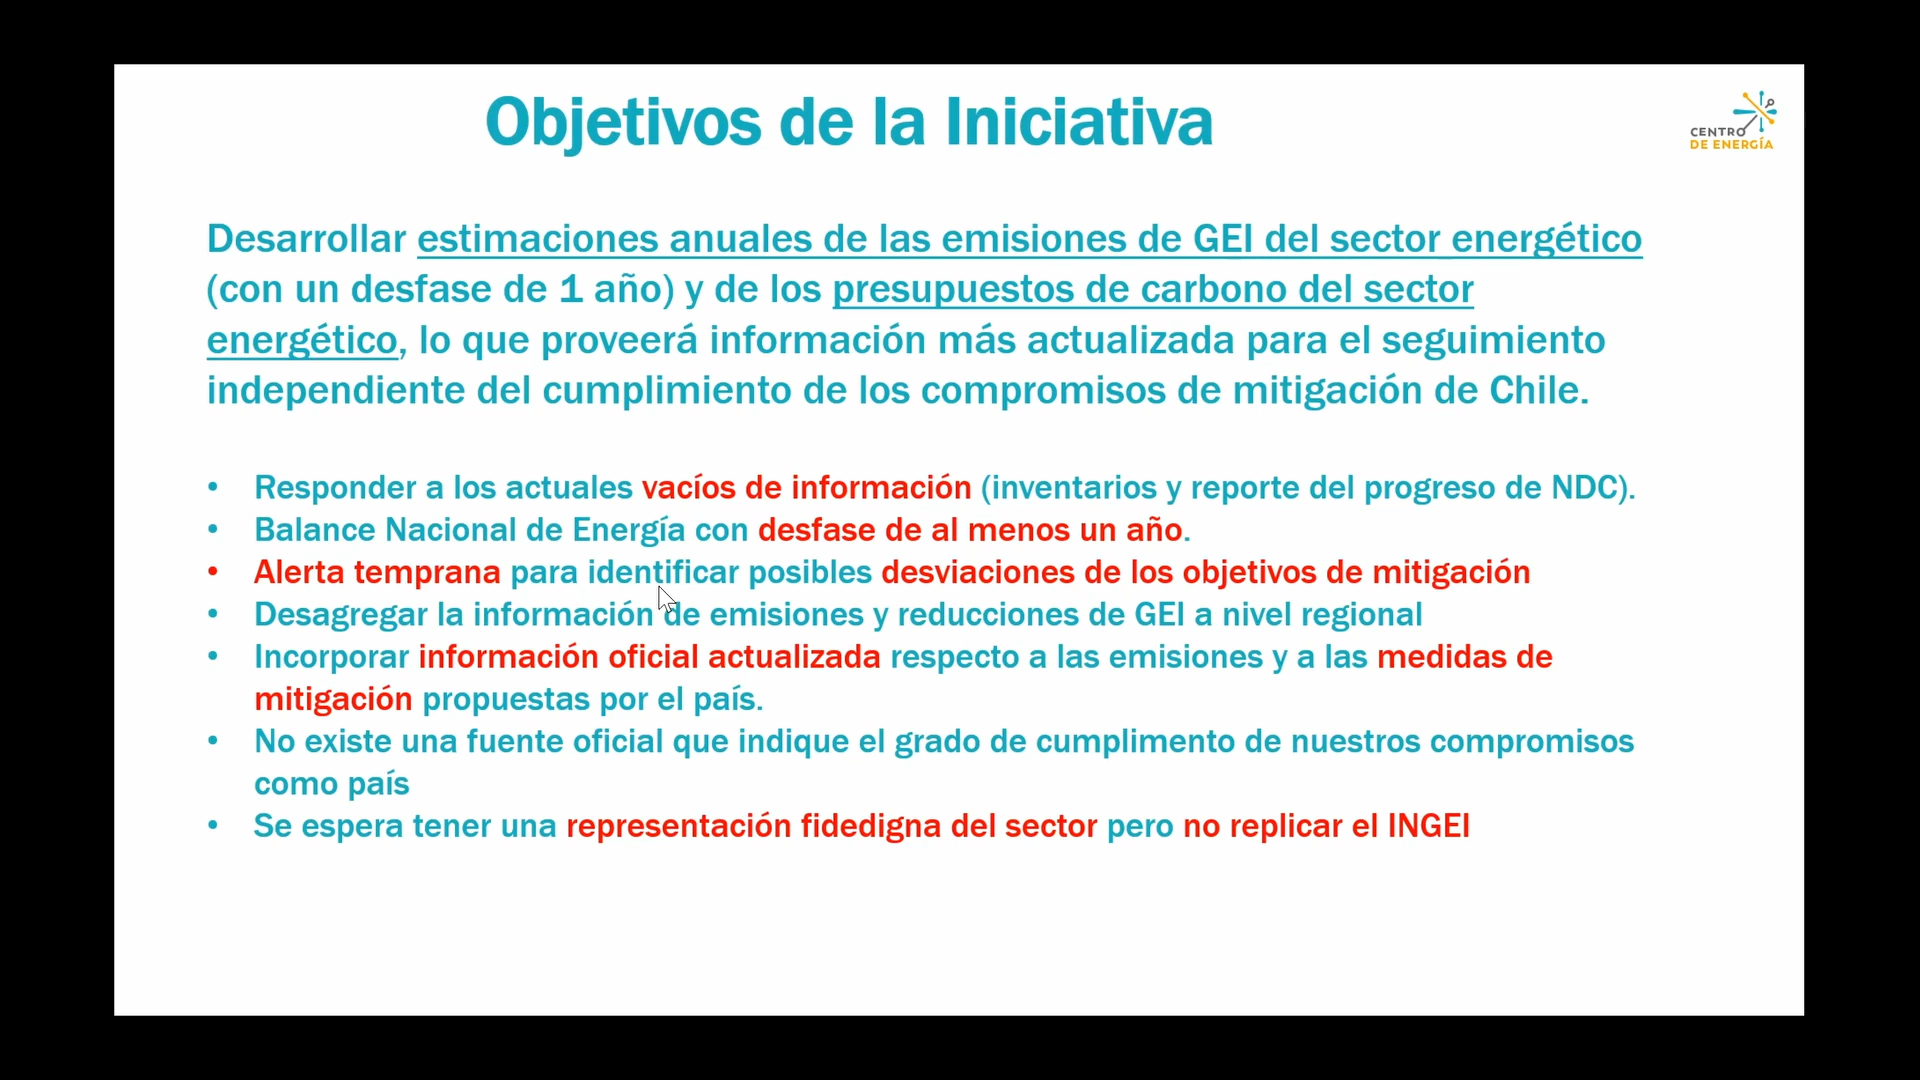 Objetivos de la Iniciativa
CENTRO
DE ENERGÍA
Desarrollar estimaciones anuales de las emisiones de GEI del sector energético
(con un desfase de 1 año) y de los presupuestos de carbono del sector
energético, lo que proveerá información más actualizada para el seguimiento
independiente del cumplimiento de los compromisos de mitigación de Chile.
• Responder a los actuales vacíos de información (inventarios y reporte del progreso de NDC).
• Balance Nacional de Energía con desfase de al menos un año.
• Alerta temprana para identificar posibles desviaciones de los objetivos de mitigación
• Desagregar la información de emisiones y reducciones de GEI a nivel regional
• Incorporar información oficial actualizada respecto a las emisiones y a las medidas de
mitigación propuestas por el país.
• No existe una fuente oficial que indique el grado de cumplimento de nuestros compromisos
como país
• Se espera tener una representación fidedigna del sector pero no replicar el INGEI